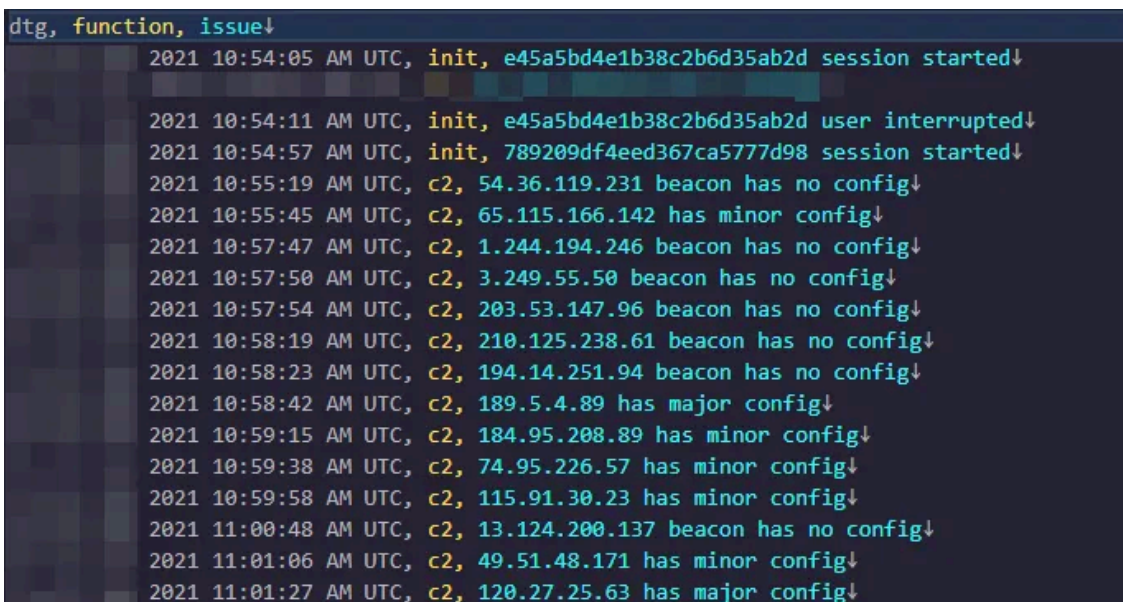 dtg, function, issue↓
2021 10:54:05 AM UTC, init, e45a5bd4e1b38c2b6d35ab2d session started↓
2021 10:54:11 AM UTC, init, e45a5bd4e1b38c2b6d35ab2d user interrupted↓
2021 10:54:57 AM UTC, init, 789209df4eed367ca5777d98 session started↓
2021 10:55:19 AM UTC, c2, 54.36.119.231 beacon has no config↓
2021 10:55:45 AM UTC, c2, 65.115.166.142 has minor config↓
2021 10:57:47 AM UTC, c2, 1.244.194.246 beacon has no config↓
2021 10:57:50 AM UTC, c2, 3.249.55.50 beacon has no config↓
2021 10:57:54 AM UTC, c2, 203.53.147.96 beacon has no config↓
2021 10:58:19 AM UTC, c2, 210.125.238.61 beacon has no config↓
2021 10:58:23 AM UTC, c2, 194.14.251.94 beacon has no config↓
2021 10:58:42 AM UTC, c2, 189.5.4.89 has major config↓
2021 10:59:15 AM UTC, c2, 184.95.208.89 has minor config↓
2021 10:59:38 AM UTC, c2, 74.95.226.57 has minor config↓
2021 10:59:58 AM UTC, c2, 115.91.30.23 has minor config↓
2021 11:00:48 AM UTC, c2, 13.124.200.137 beacon has no config↓
2021 11:01:06 AM UTC, c2, 49.51.48.171 has minor config↓
2021 11:01:27 AM UTC, c2, 120.27.25.63 has major config↓